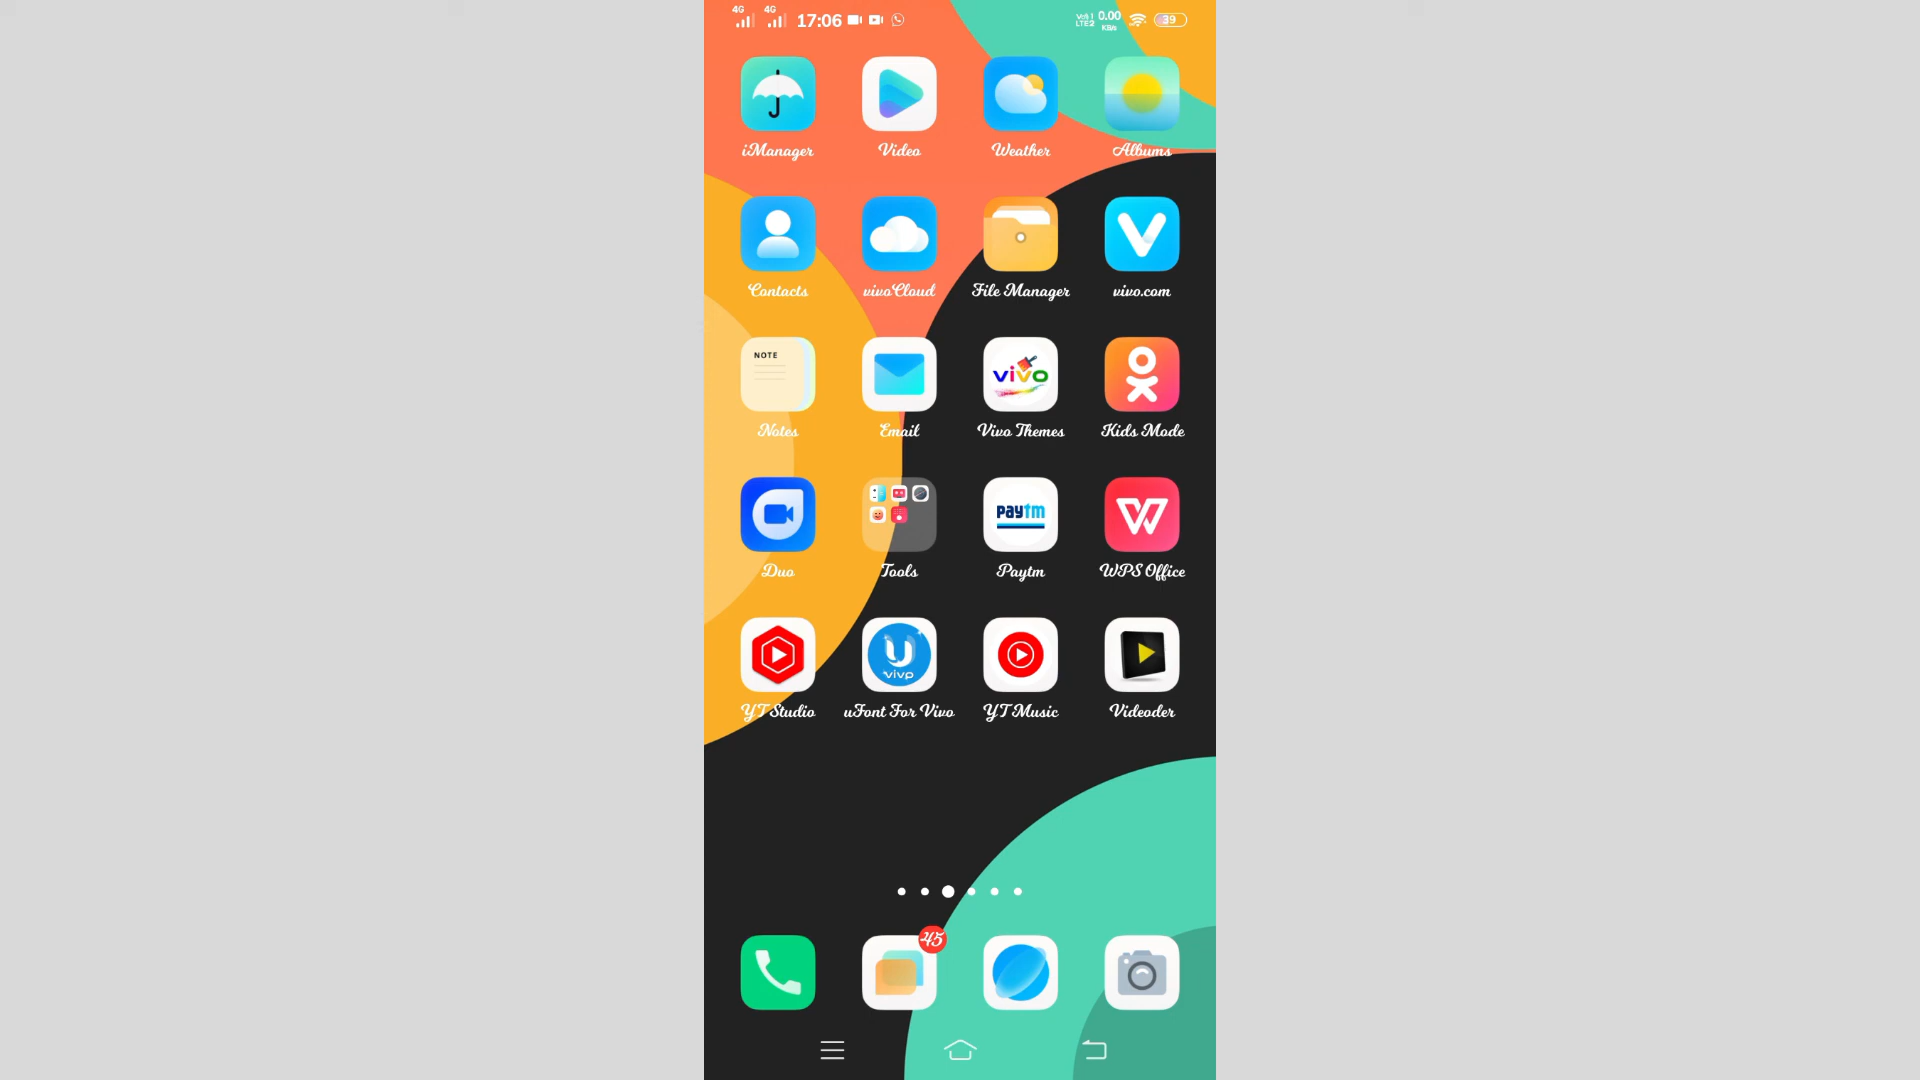 4G 4G 17:06 0.00 KB/s 39
iManager Video Weather Albums
Contacts vivoCloud File Manager vivo.com
NOTE vivo
Notes Email Vivo Themes Kids Mode
paytm
Duo Tools Paytm WPS Office
U vivo
YT Studio uFont For Vivo YT Music Videoder
45